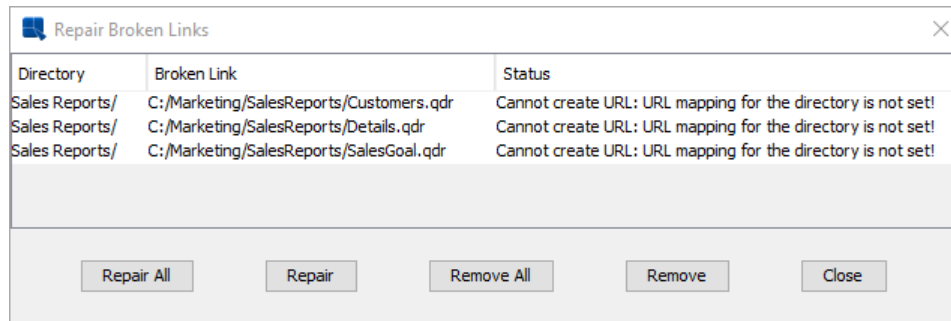 Repair Broken Links
Directory Broken Link Status
Sales Reports/ C:/Marketing/SalesReports/Customers.qdr Cannot create URL: URL mapping for the directory is not set!
Sales Reports/ C:/Marketing/SalesReports/Details.qdr Cannot create URL: URL mapping for the directory is not set!
Sales Reports/ C:/Marketing/SalesReports/SalesGoal.qdr Cannot create URL: URL mapping for the directory is not set!
Repair All Repair Remove All Remove Close